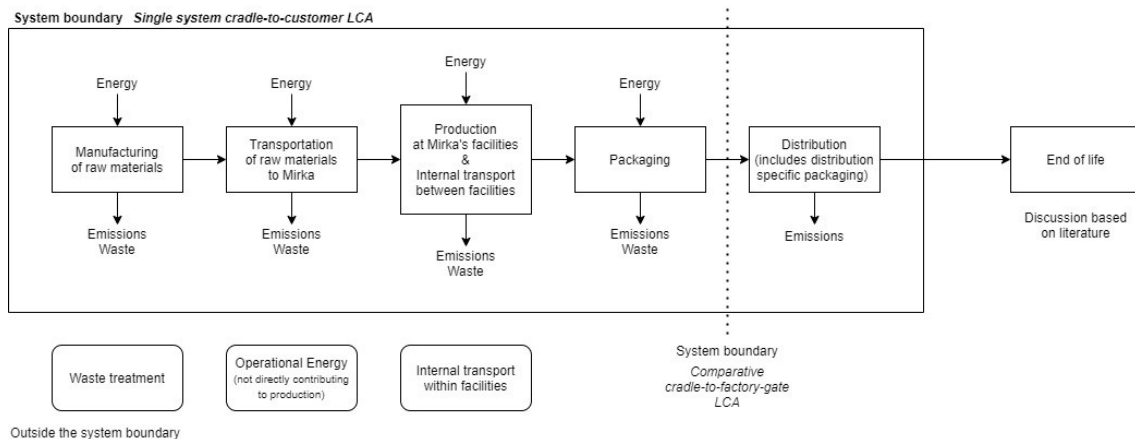 System boundary Single system cradle-to-customer LCA
Energy
Manufacturing
of raw materials
Emissions
Waste
Energy
Transportation
of raw materials
to Mirka
Emissions
Waste
Energy
Production
at Mirka's facilities
&
Internal transport
between facilities
Emissions
Waste
Energy
Packaging
Emissions
Waste
Distribution
(includes distribution
specific packaging)
Emissions
End of life
Discussion based
on literature
Waste treatment
Operational Energy
(not directly contributing
to production)
Internal transport
within facilities
System boundary
Comparative
cradle-to-factory-gate
LCA
Outside the system boundary